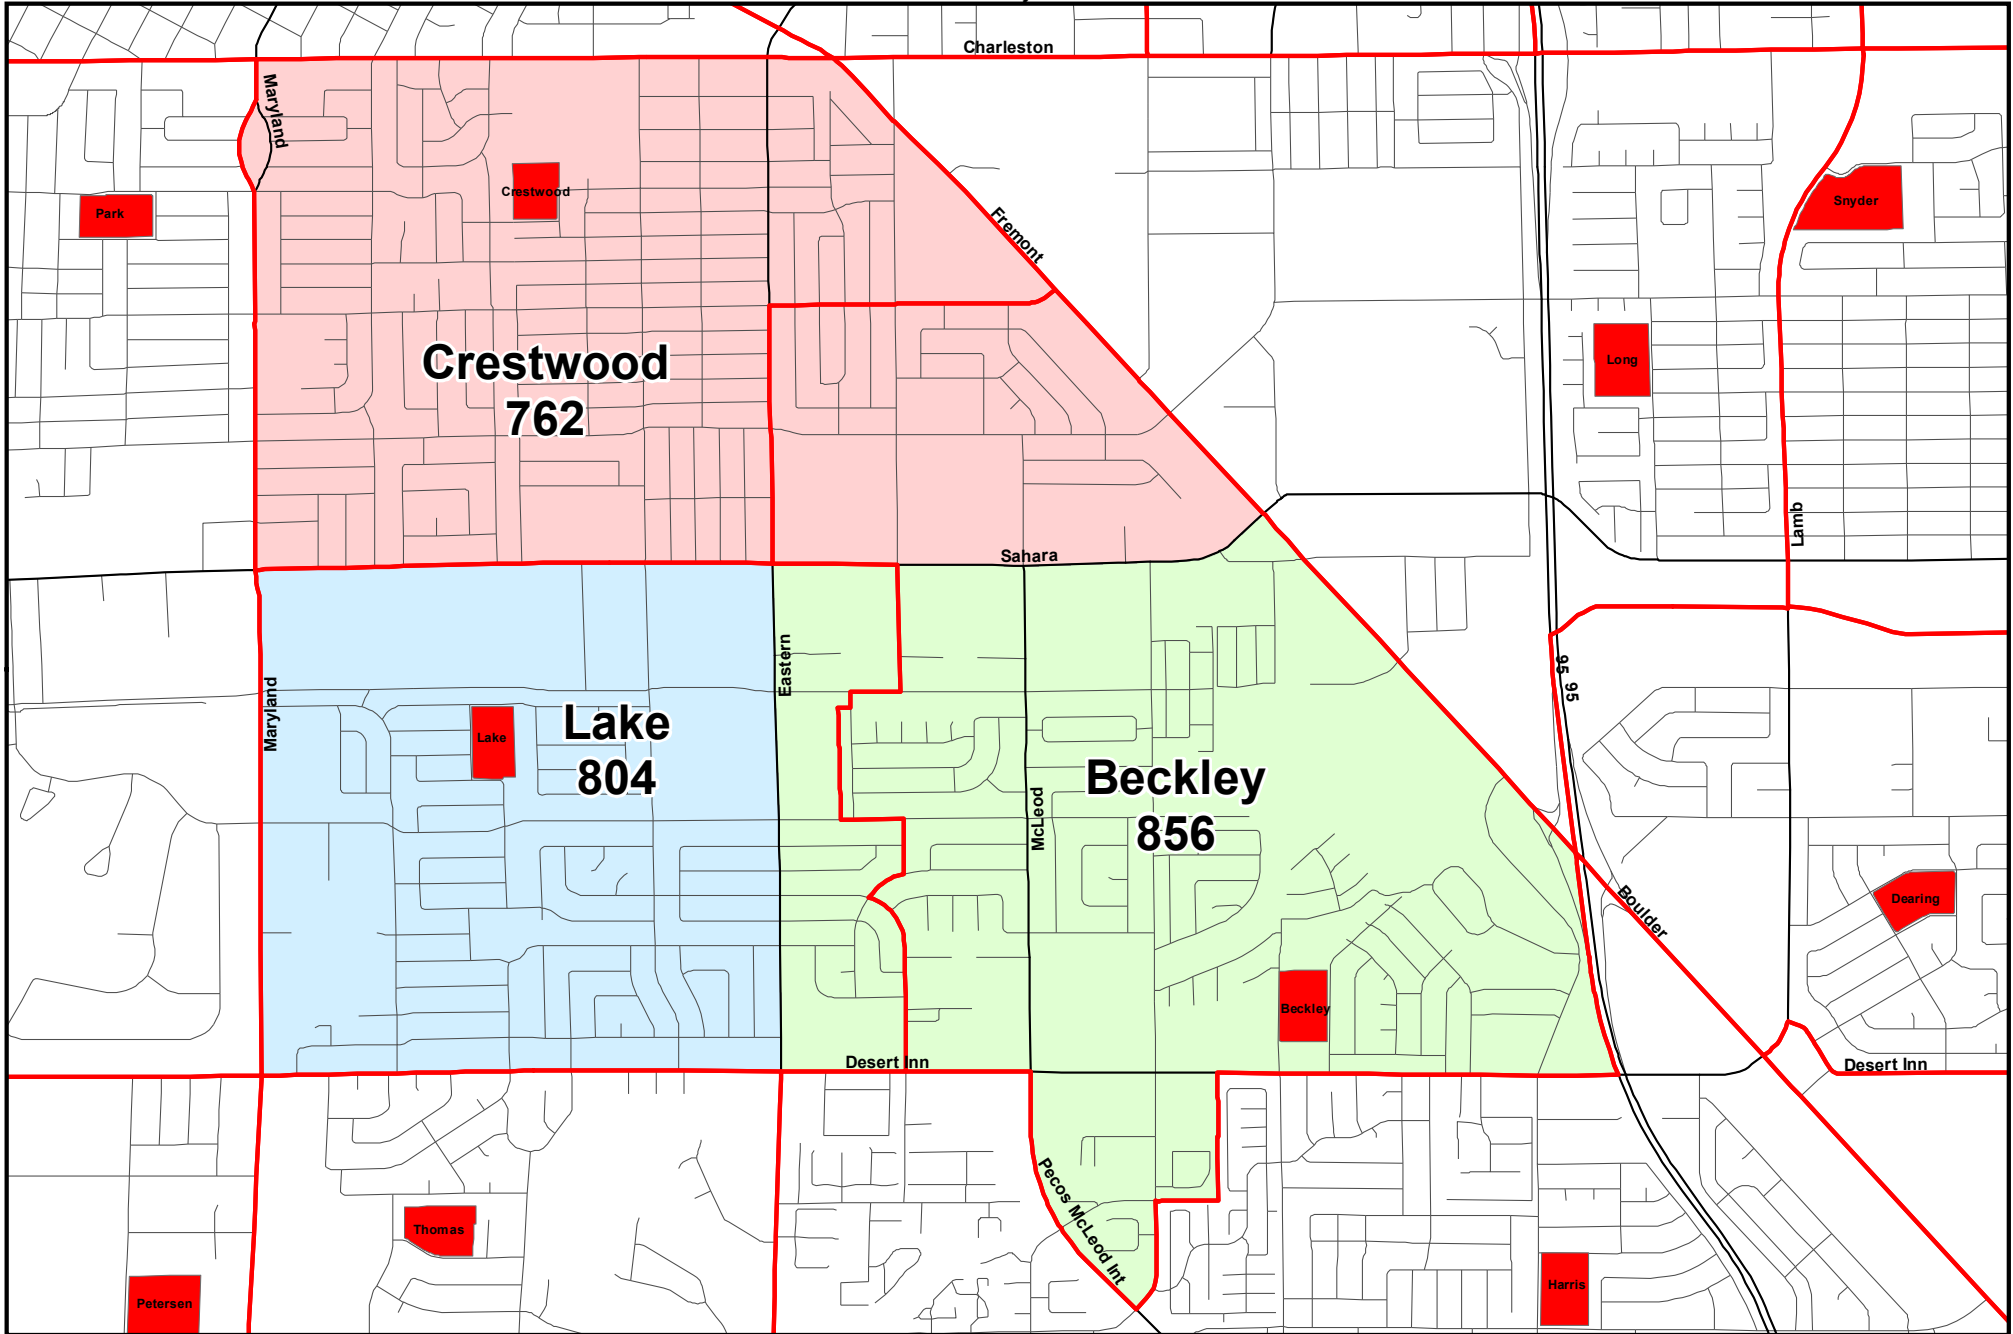 Charleston
Maryland
Crestwood
Park
Snyder
Fremont
Crestwood
762
Long
Lamb
Sahara
Eastern
95
95
Maryland
Lake
Lake
804
Beckley
856
McLeod
Boulder
Dearing
Beckley
Desert Inn
Desert Inn
Pecos McLeod Int
Thomas
Harris
Petersen